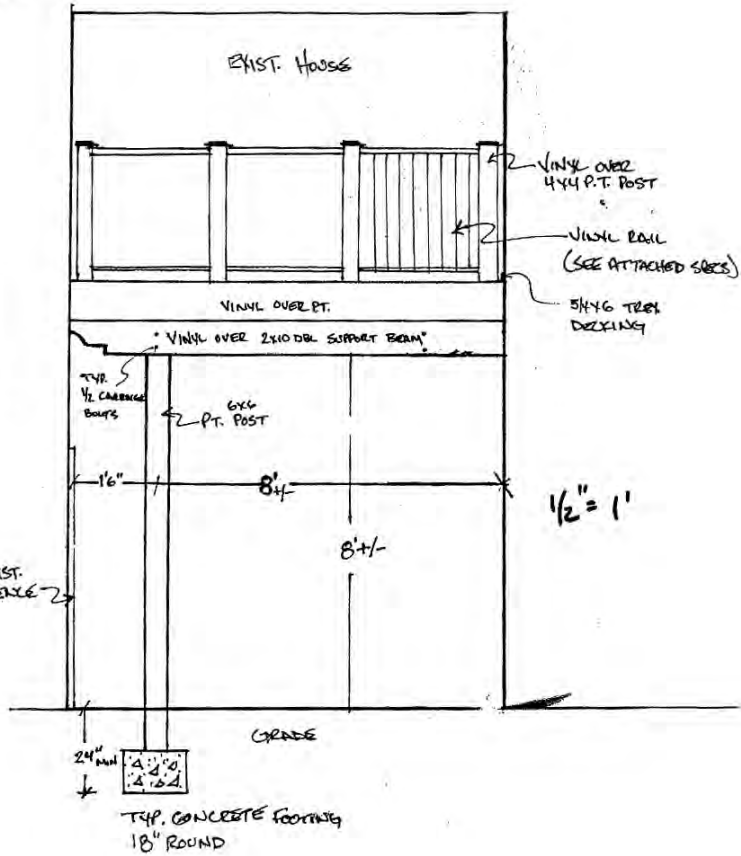 EXIST. HOUSE
VINYL OVER
4X4 P.T. POST
VINYL RAIL
(SEE ATTACHED SPECS)
5/4X6 TREX
DECKING
VINYL OVER PT.
VINYL OVER 2X10 DBL SUPPORT BEAM
TYP.
1/2 CARRIAGE
BOLTS
6X6
PT. POST
1'6"
8'+/-
1/2" = 1'
8'+/-
GRADE
24" MIN
TYP. CONCRETE FOOTING
18" ROUND